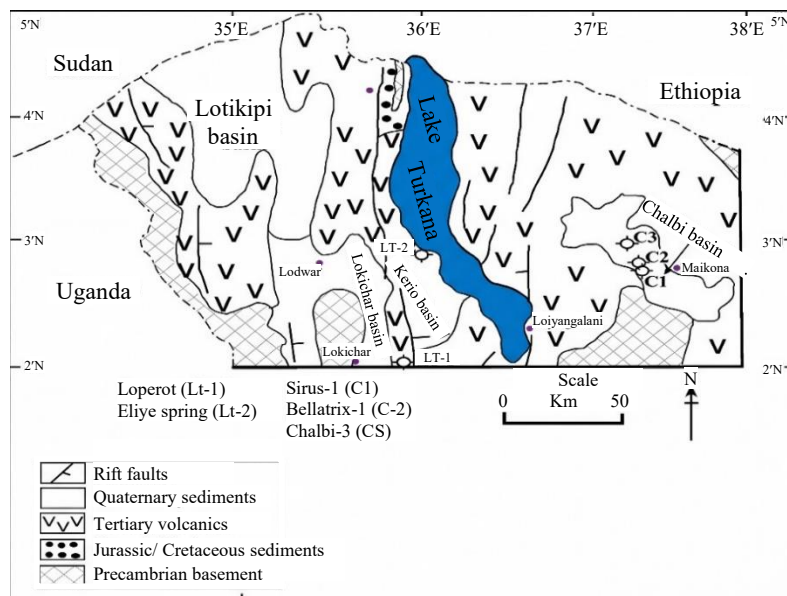 5'N
35'E
36'E
37'E
38'E
5'N
Sudan
Ethiopia
4'N
Lotikipi
basin
Lake
Turkana
4'N
3'N
LT-2
C3
Chalbi basin
3'N
Lodwar
Lokichar basin
Kerio basin
C2
C1
Maikona
Uganda
Loiyangalani
2'N
Lokichar
LT-1
2'N
Loperot (Lt-1)
Eliye spring (Lt-2)
Sirus-1 (C1)
Bellatrix-1 (C-2)
Chalbi-3 (CS)
Scale
0 Km 50
N
Rift faults
Quaternary sediments
Tertiary volcanics
Jurassic/ Cretaceous sediments
Precambrian basement